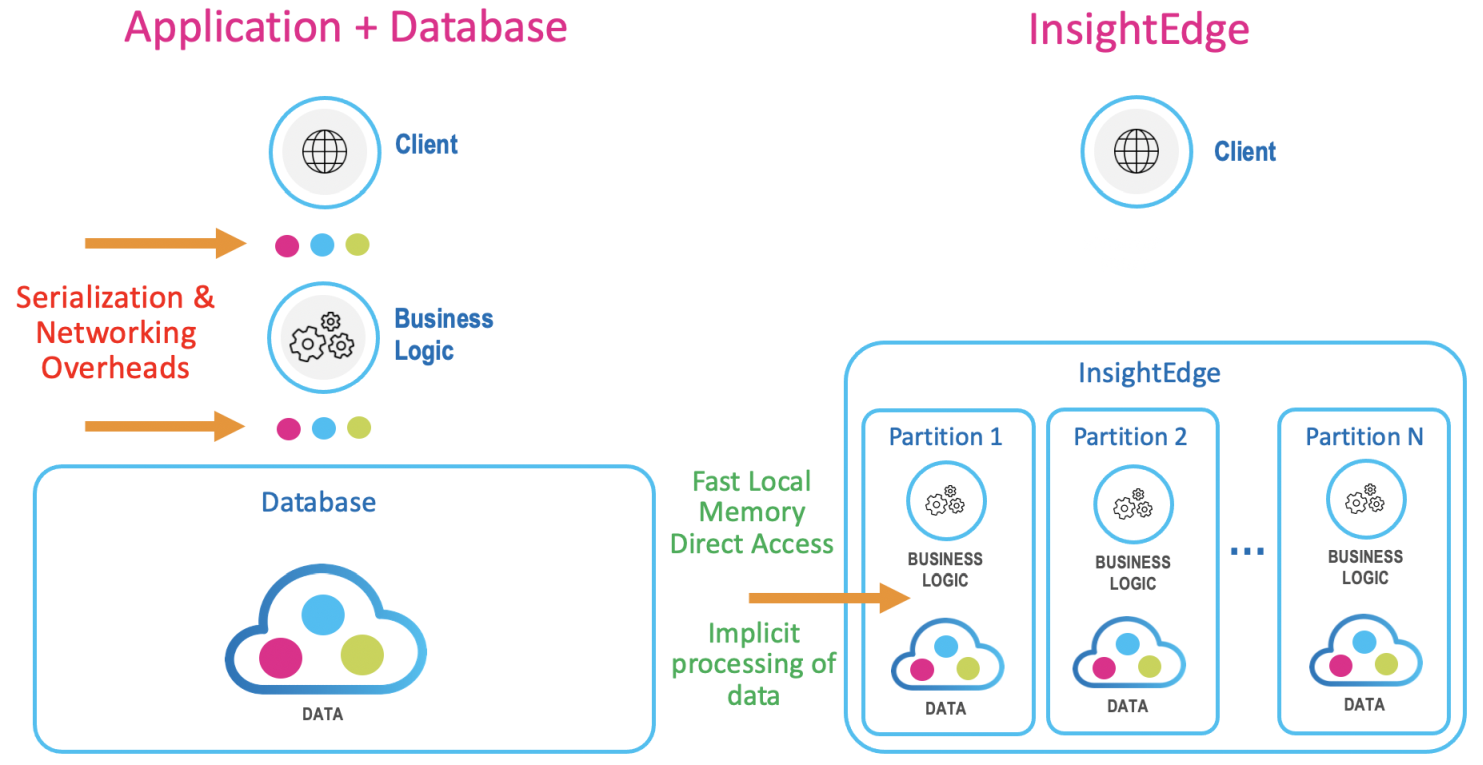 Application + Database
Client
Serialization &
Networking
Overheads
Business
Logic
Database
DATA
InsightEdge
Client
Fast Local
Memory
Direct Access
Implicit
processing of
data
InsightEdge
Partition 1
BUSINESS
LOGIC
DATA
Partition 2
BUSINESS
LOGIC
DATA
...
Partition N
BUSINESS
LOGIC
DATA